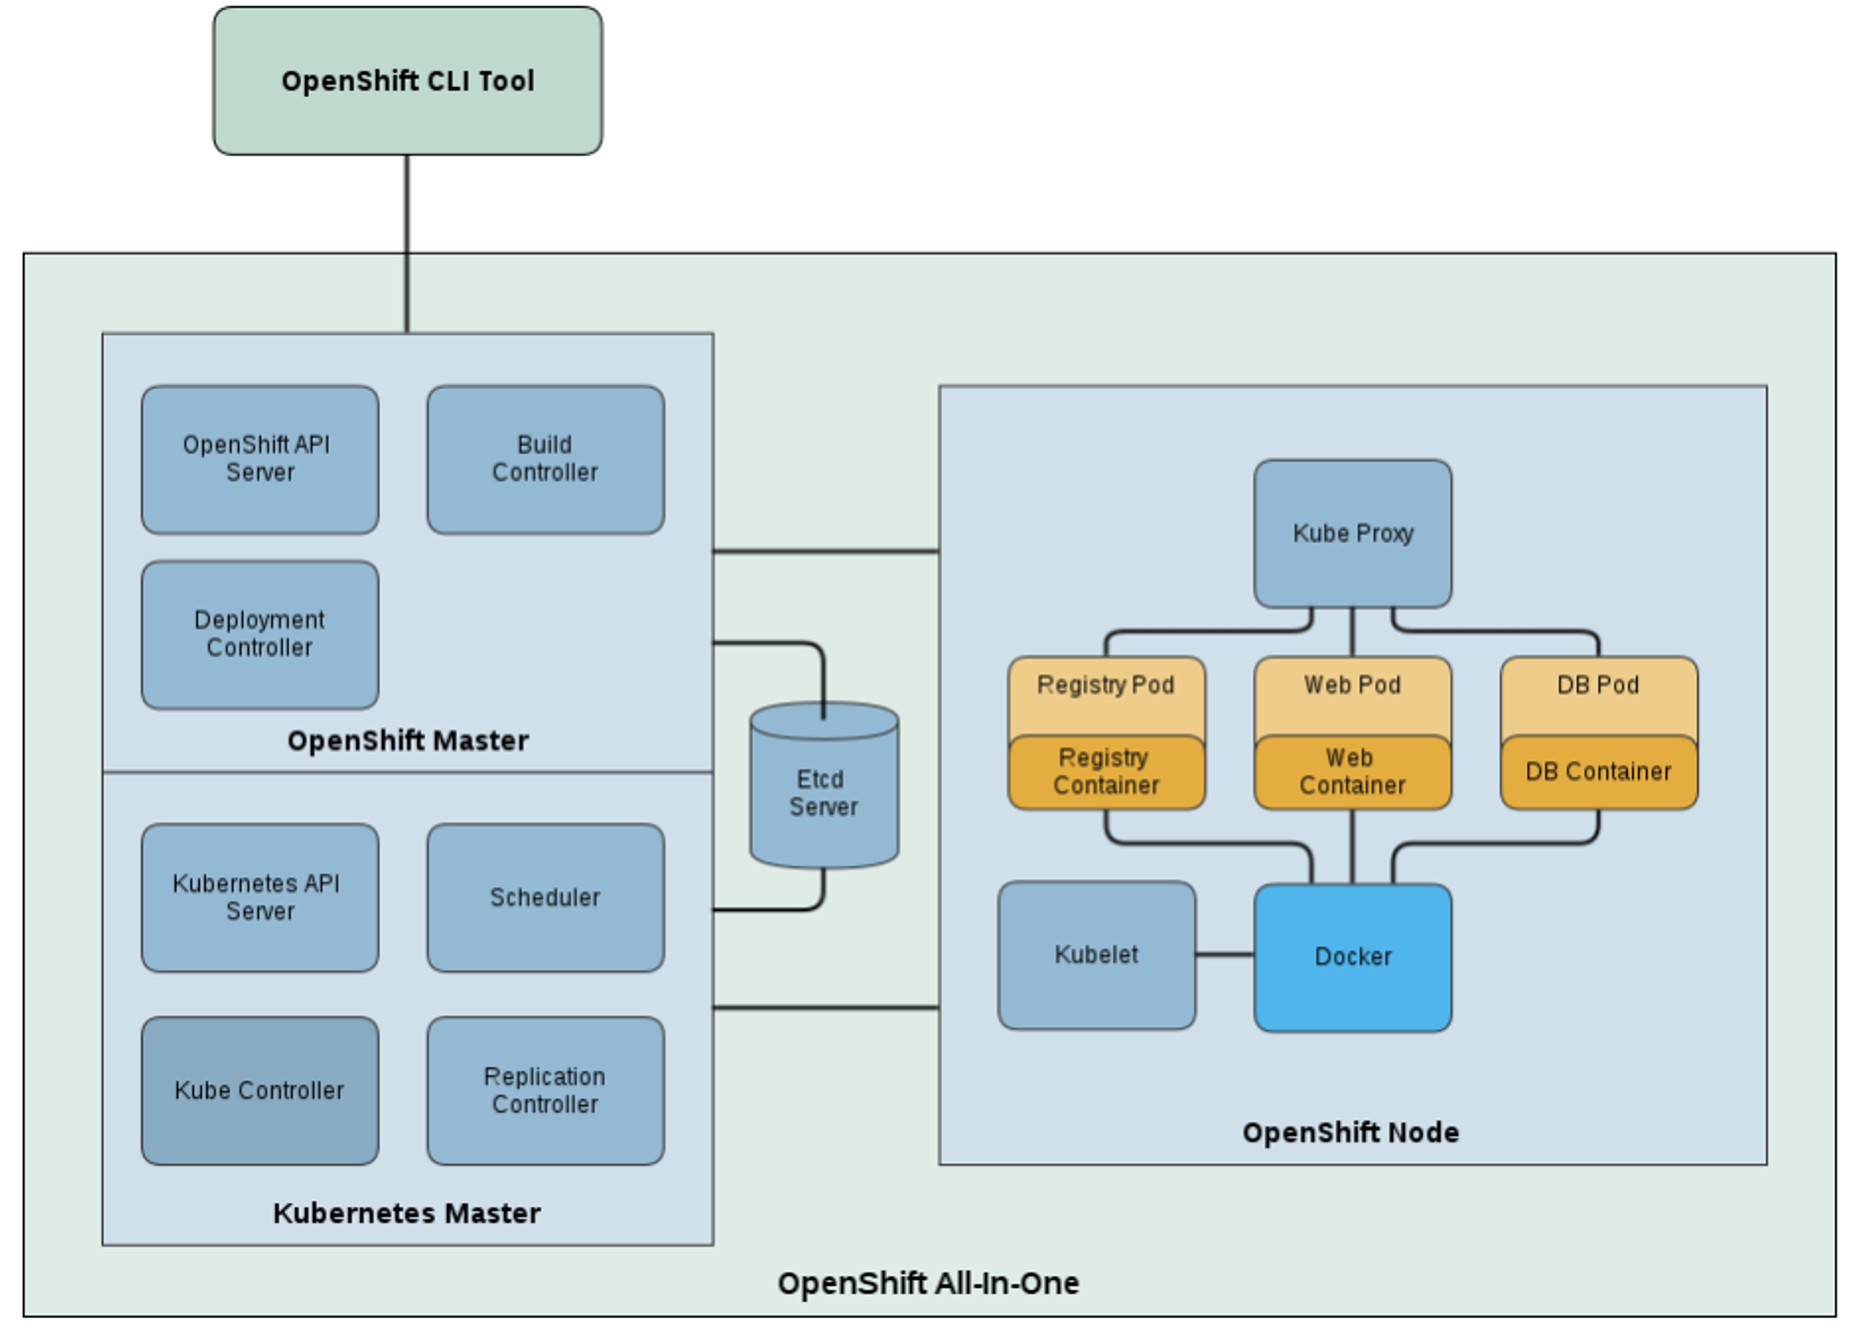 OpenShift CLI Tool
OpenShift API
Server
Build
Controller
Deployment
Controller
OpenShift Master
Kubernetes API
Server
Scheduler
Kube Controller
Replication
Controller
Kubernetes Master
Etcd
Server
Kube Proxy
Registry Pod
Web Pod
DB Pod
Registry
Container
Web
Container
DB Container
Kubelet
Docker
OpenShift Node
OpenShift All-In-One